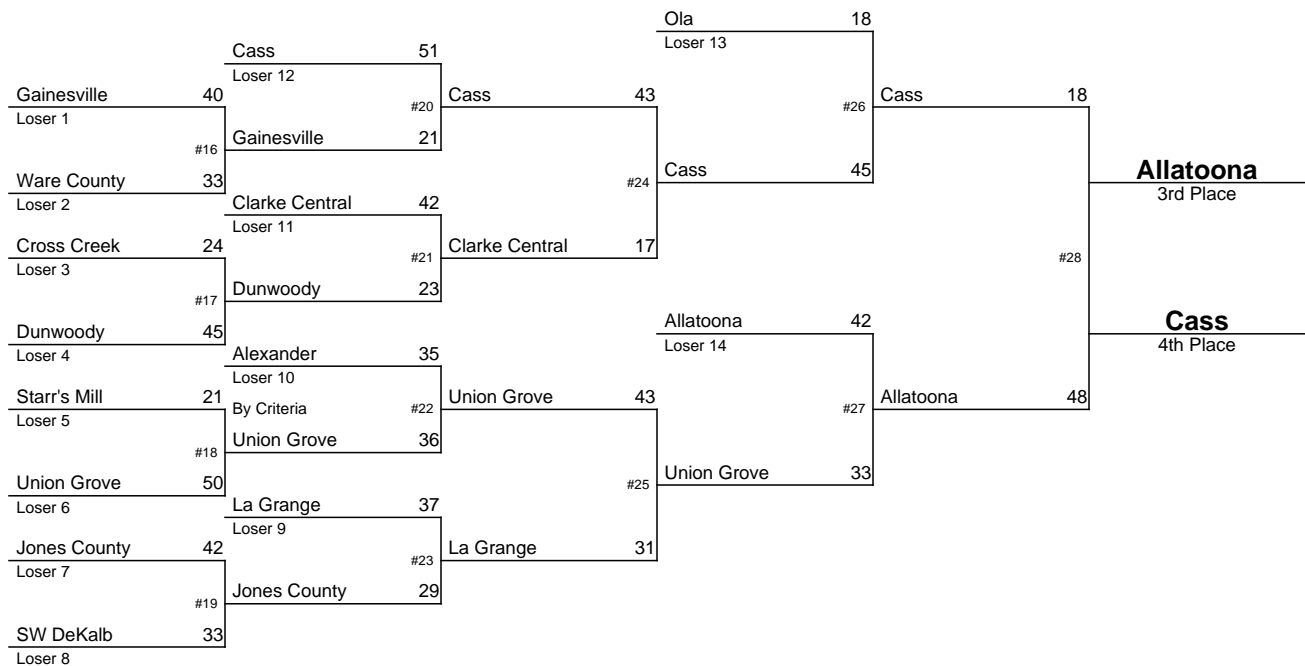 Ola 18
Loser 13
Cass 51
Loser 12
Gainesville 40
Loser 1
#20
Cass 43
#26
Cass 18
#16
Gainesville 21
Ware County 33
Loser 2
#24
Cass 45
Allatoona
3rd Place
Clarke Central 42
Loser 11
Cross Creek 24
Loser 3
#21
Clarke Central 17
#28
#17
Dunwoody 23
Dunwoody 45
Loser 4
Allatoona 42
Loser 14
Cass
4th Place
Alexander 35
Loser 10
Starr's Mill 21
Loser 5
By Criteria #22
Union Grove 43
#27
Allatoona 48
#18
Union Grove 36
Union Grove 50
Loser 6
#25
Union Grove 33
La Grange 37
Loser 9
Jones County 42
Loser 7
#23
La Grange 31
#19
Jones County 29
SW DeKalb 33
Loser 8